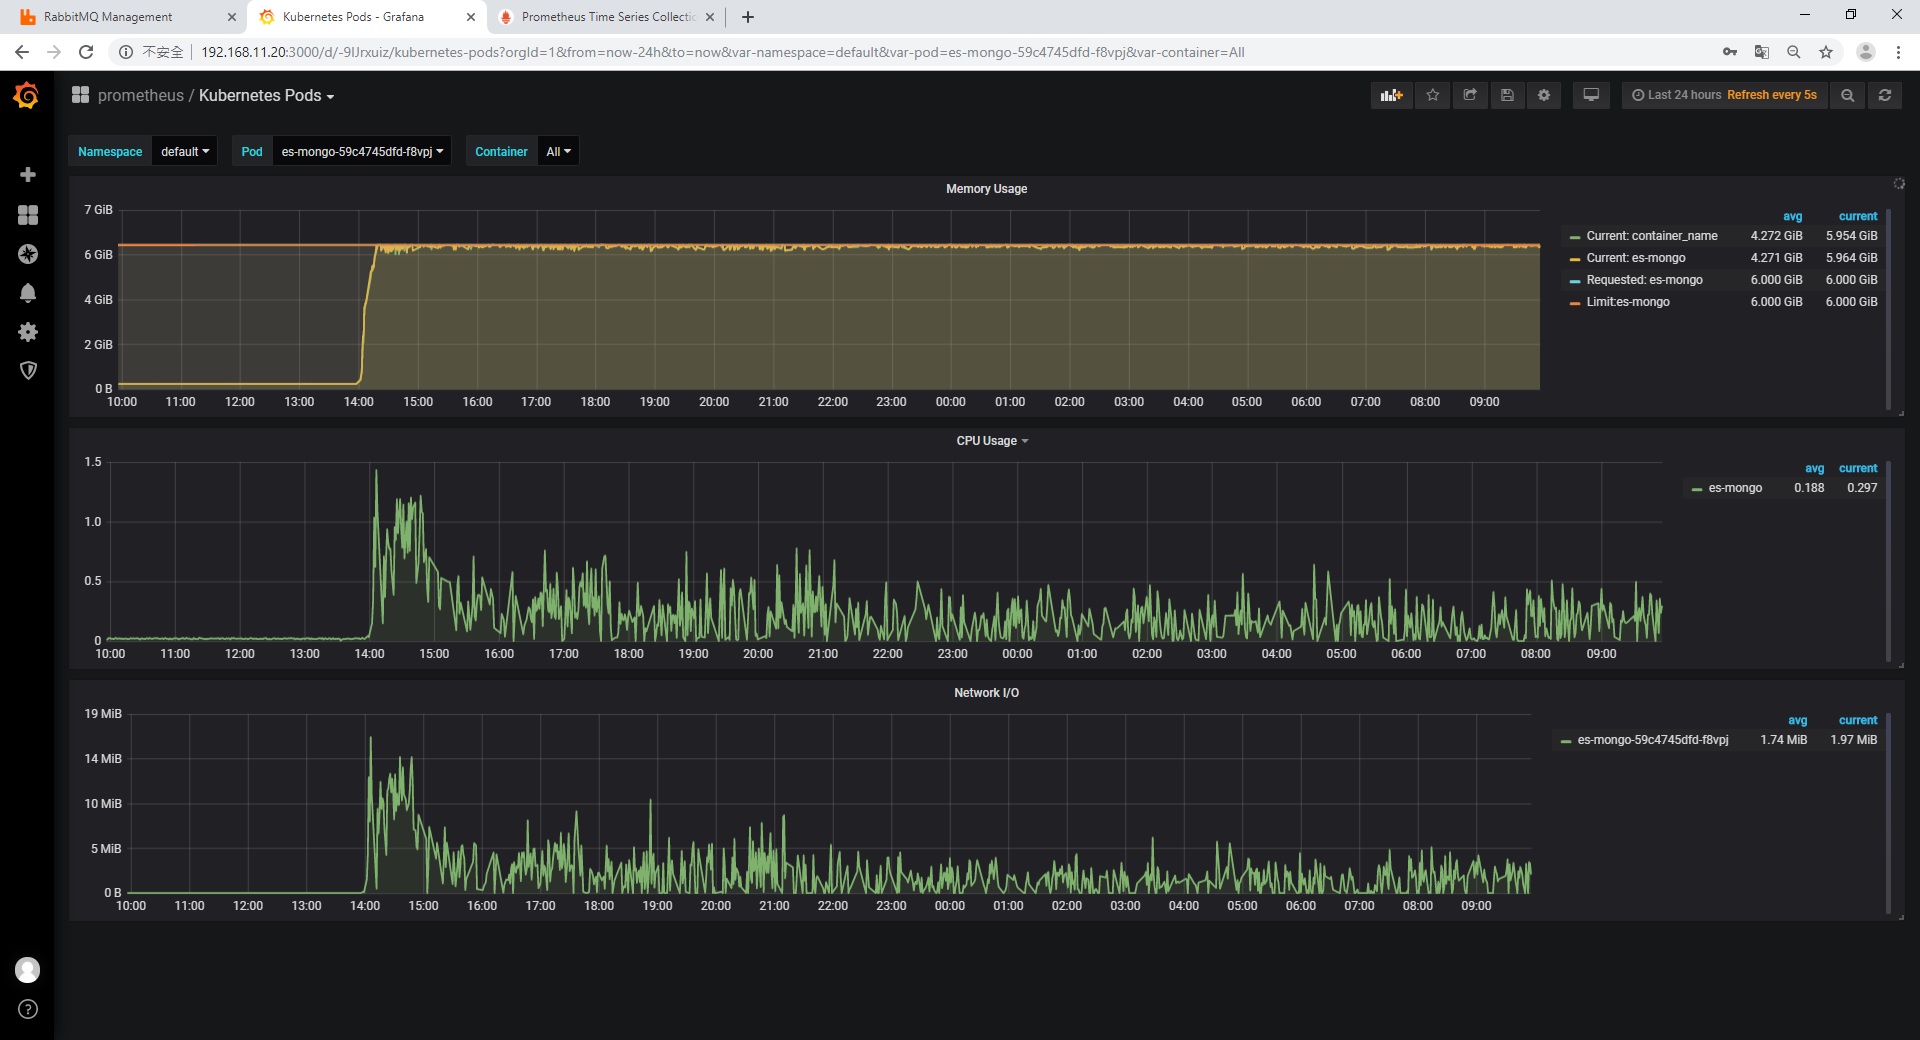 RabbitMQ Management
Kubernetes Pods - Grafana
Prometheus Time Series Collectio
不安全 192.168.11.20:3000/d/-9IJrxuiz/kubernetes-pods?orgId=1&from=now-24h&to=now&var-namespace=default&var-pod=es-mongo-59c4745dfd-f8vpj&var-container=All
prometheus / Kubernetes Pods
Last 24 hours Refresh every 5s
Namespace default Pod es-mongo-59c4745dfd-f8vpj Container All
Memory Usage
7 GiB
6 GiB
4 GiB
2 GiB
0 B
10:00 11:00 12:00 13:00 14:00 15:00 16:00 17:00 18:00 19:00 20:00 21:00 22:00 23:00 00:00 01:00 02:00 03:00 04:00 05:00 06:00 07:00 08:00 09:00
avg current
Current: container_name 4.272 GiB 5.954 GiB
Current: es-mongo 4.271 GiB 5.964 GiB
Requested: es-mongo 6.000 GiB 6.000 GiB
Limit:es-mongo 6.000 GiB 6.000 GiB
CPU Usage
1.5
1.0
0.5
0
10:00 11:00 12:00 13:00 14:00 15:00 16:00 17:00 18:00 19:00 20:00 21:00 22:00 23:00 00:00 01:00 02:00 03:00 04:00 05:00 06:00 07:00 08:00 09:00
avg current
es-mongo 0.188 0.297
Network I/O
19 MiB
14 MiB
10 MiB
5 MiB
0 B
10:00 11:00 12:00 13:00 14:00 15:00 16:00 17:00 18:00 19:00 20:00 21:00 22:00 23:00 00:00 01:00 02:00 03:00 04:00 05:00 06:00 07:00 08:00 09:00
avg current
es-mongo-59c4745dfd-f8vpj 1.74 MiB 1.97 MiB